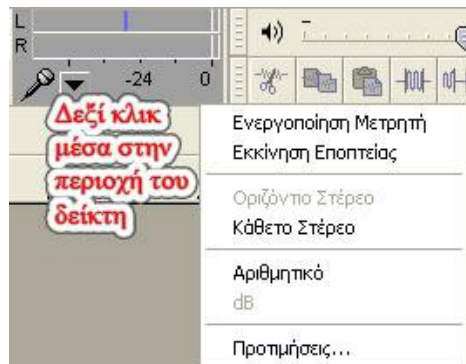 L
R
-24 0
Δεξί κλικ
μέσα στην
περιοχή του
δείκτη
Ενεργοποίηση Μετρητή
Εκκίνηση Εποπτείας
Οριζόντιο Στέρεο
Κάθετο Στέρεο
Αριθμητικό
dB
Προτιμήσεις...